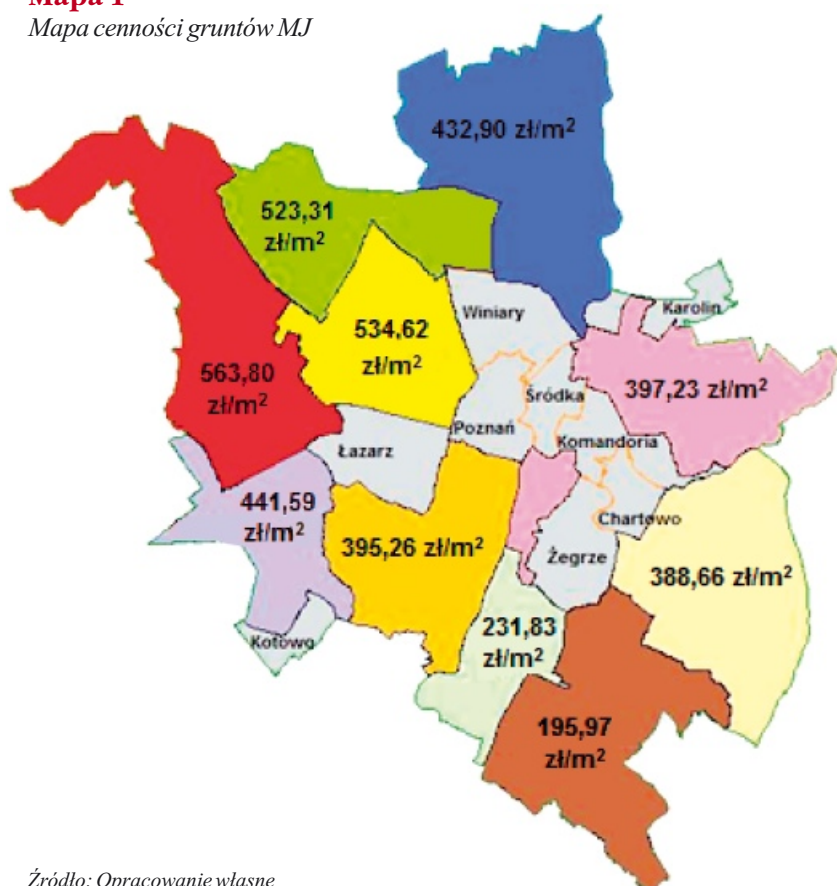 Mapa 1
Mapa cenności gruntów MJ
432,90 zł/m²
523,31
zł/m²
Winiary
Karolin
534,62
zł/m²
563,80
zł/m²
397,23 zł/m²
Śródka
Poznań
Komandoria
Łazarz
441,59
zł/m²
Chartowo
395,26 zł/m²
Żegrze
388,66 zł/m²
231,83
zł/m²
Kotowo
195,97
zł/m²
Źródło: Opracowanie własne